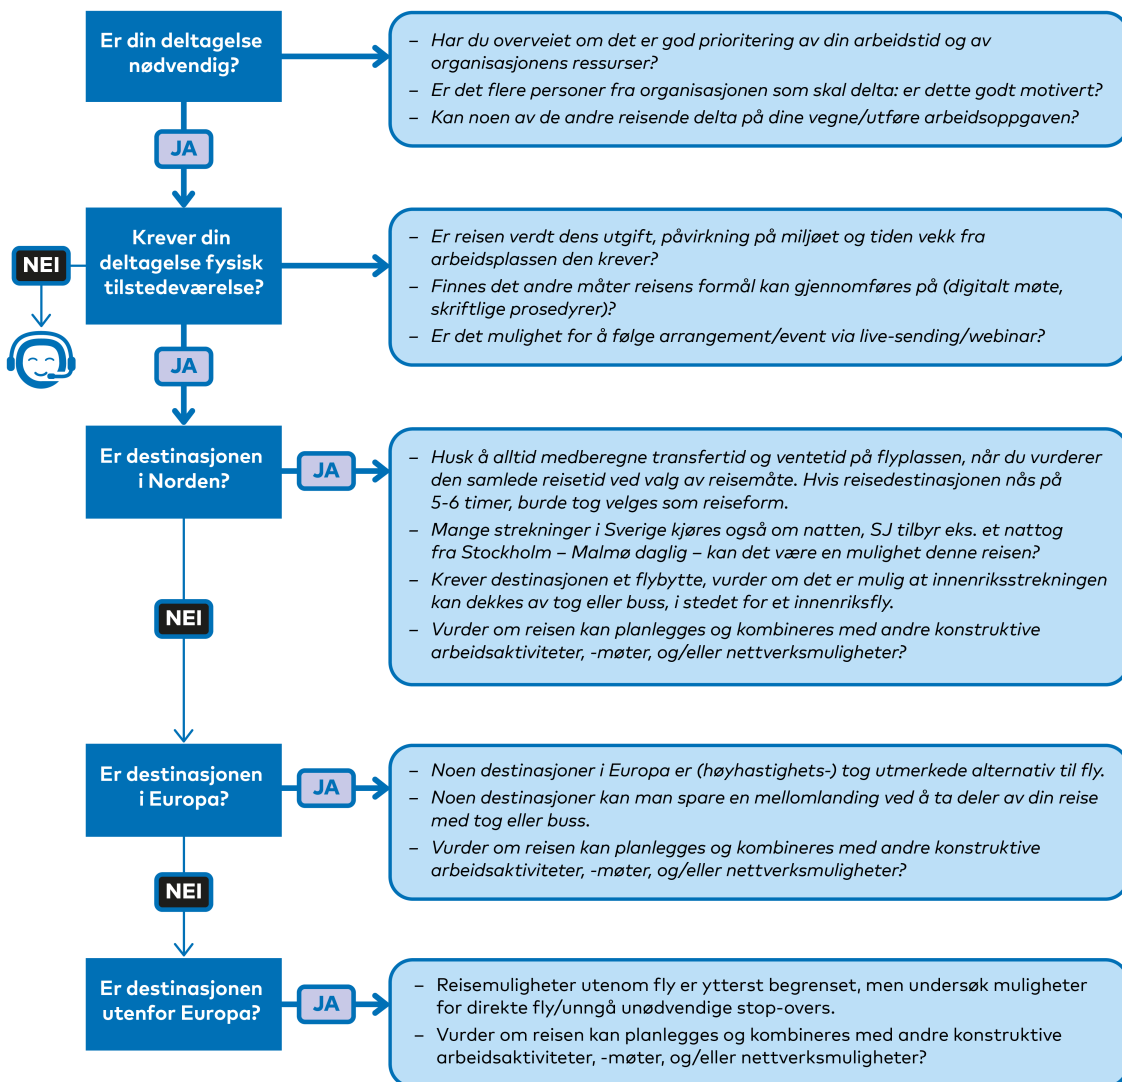 Er din deltagelse
nødvendig?
– Har du overveiet om det er god prioritering av din arbeidstid og av
organisasjonens ressurser?
– Er det flere personer fra organisasjonen som skal delta: er dette godt motivert?
– Kan noen av de andre reisende delta på dine vegne/utføre arbeidsoppgaven?
JA
Krever din
deltagelse fysisk
tilstedeværelse?
NEI
– Er reisen verdt dens utgift, påvirkning på miljøet og tiden vekk fra
arbeidsplassen den krever?
– Finnes det andre måter reisens formål kan gjennomføres på (digitalt møte,
skriftlige prosedyrer)?
– Er det mulighet for å følge arrangement/event via live-sending/webinar?
JA
Er destinasjonen
i Norden?
JA
– Husk å alltid medberegne transfertid og ventetid på flyplassen, når du vurderer
den samlede reisetid ved valg av reisemåte. Hvis reisedestinasjonen nås på
5-6 timer, burde tog velges som reiseform.
– Mange strekninger i Sverige kjøres også om natten, SJ tilbyr eks. et nattog
fra Stockholm – Malmø daglig – kan det være en mulighet denne reisen?
– Krever destinasjonen et flybytte, vurder om det er mulig at innenriksstrekningen
kan dekkes av tog eller buss, i stedet for et innenriksfly.
– Vurder om reisen kan planlegges og kombineres med andre konstruktive
arbeidsaktiviteter, -møter, og/eller nettverksmuligheter?
NEI
Er destinasjonen
i Europa?
JA
– Noen destinasjoner i Europa er (høyhastighets-) tog utmerkede alternativ til fly.
– Noen destinasjoner kan man spare en mellomlanding ved å ta deler av din reise
med tog eller buss.
– Vurder om reisen kan planlegges og kombineres med andre konstruktive
arbeidsaktiviteter, -møter, og/eller nettverksmuligheter?
NEI
Er destinasjonen
utenfor Europa?
JA
– Reisemuligheter utenom fly er ytterst begrenset, men undersøk muligheter
for direkte fly/unngå unødvendige stop-overs.
– Vurder om reisen kan planlegges og kombineres med andre konstruktive
arbeidsaktiviteter, -møter, og/eller nettverksmuligheter?